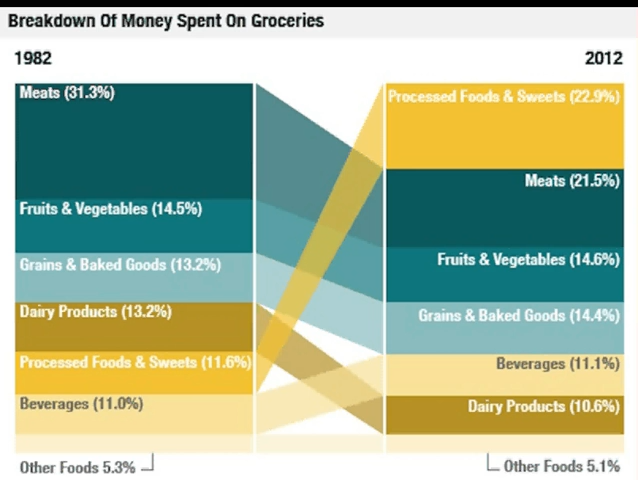 Breakdown Of Money Spent On Groceries
1982
2012
Meats (31.3%)
Fruits & Vegetables (14.5%)
Grains & Baked Goods (13.2%)
Dairy Products (13.2%)
Processed Foods & Sweets (11.6%)
Beverages (11.0%)
Other Foods 5.3%
Processed Foods & Sweets (22.9%)
Meats (21.5%)
Fruits & Vegetables (14.6%)
Grains & Baked Goods (14.4%)
Beverages (11.1%)
Dairy Products (10.6%)
Other Foods 5.1%